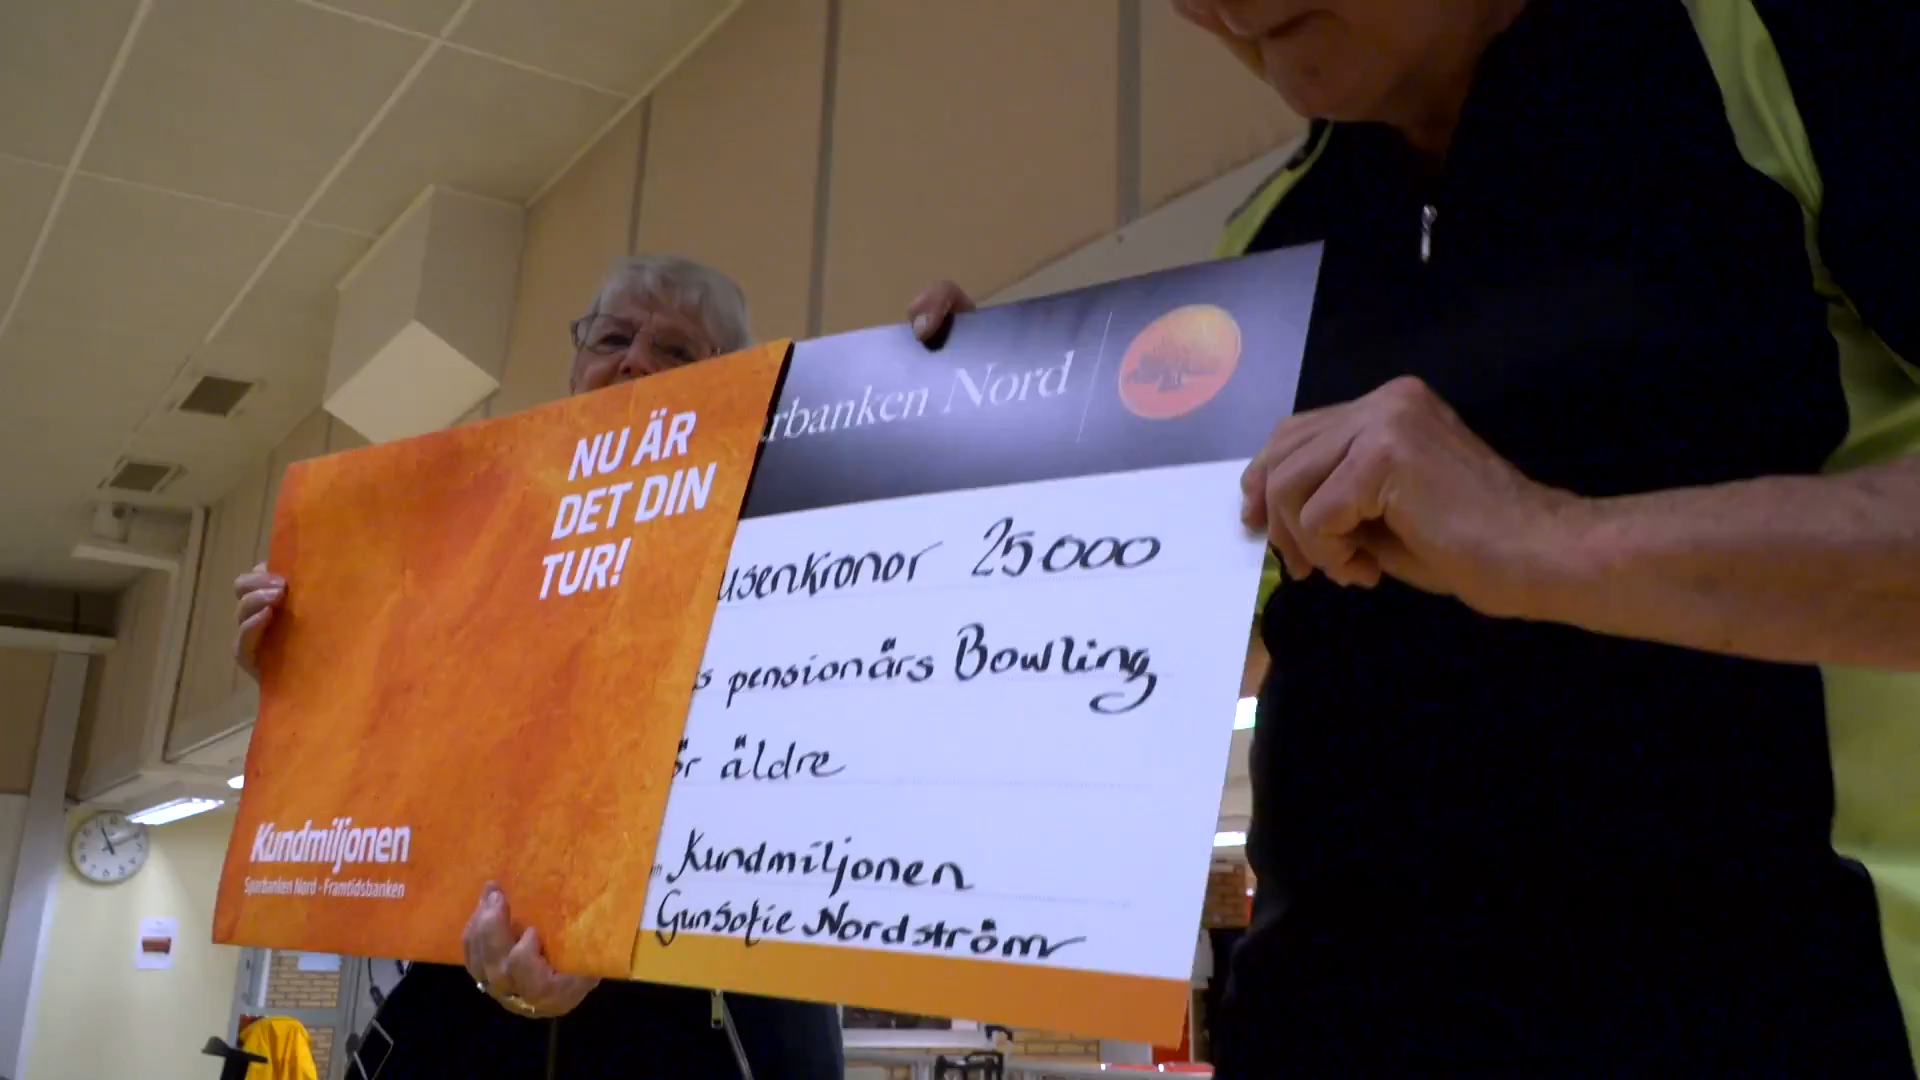 NU ÄR
DET DIN
TUR!
Kundmiljonen
Sparbanken Nord - Framtidsbanken
rbanken Nord
usenkronor 25000
s pensionärs Bowling
ör äldre
Kundmiljonen
GunSofie Nordström